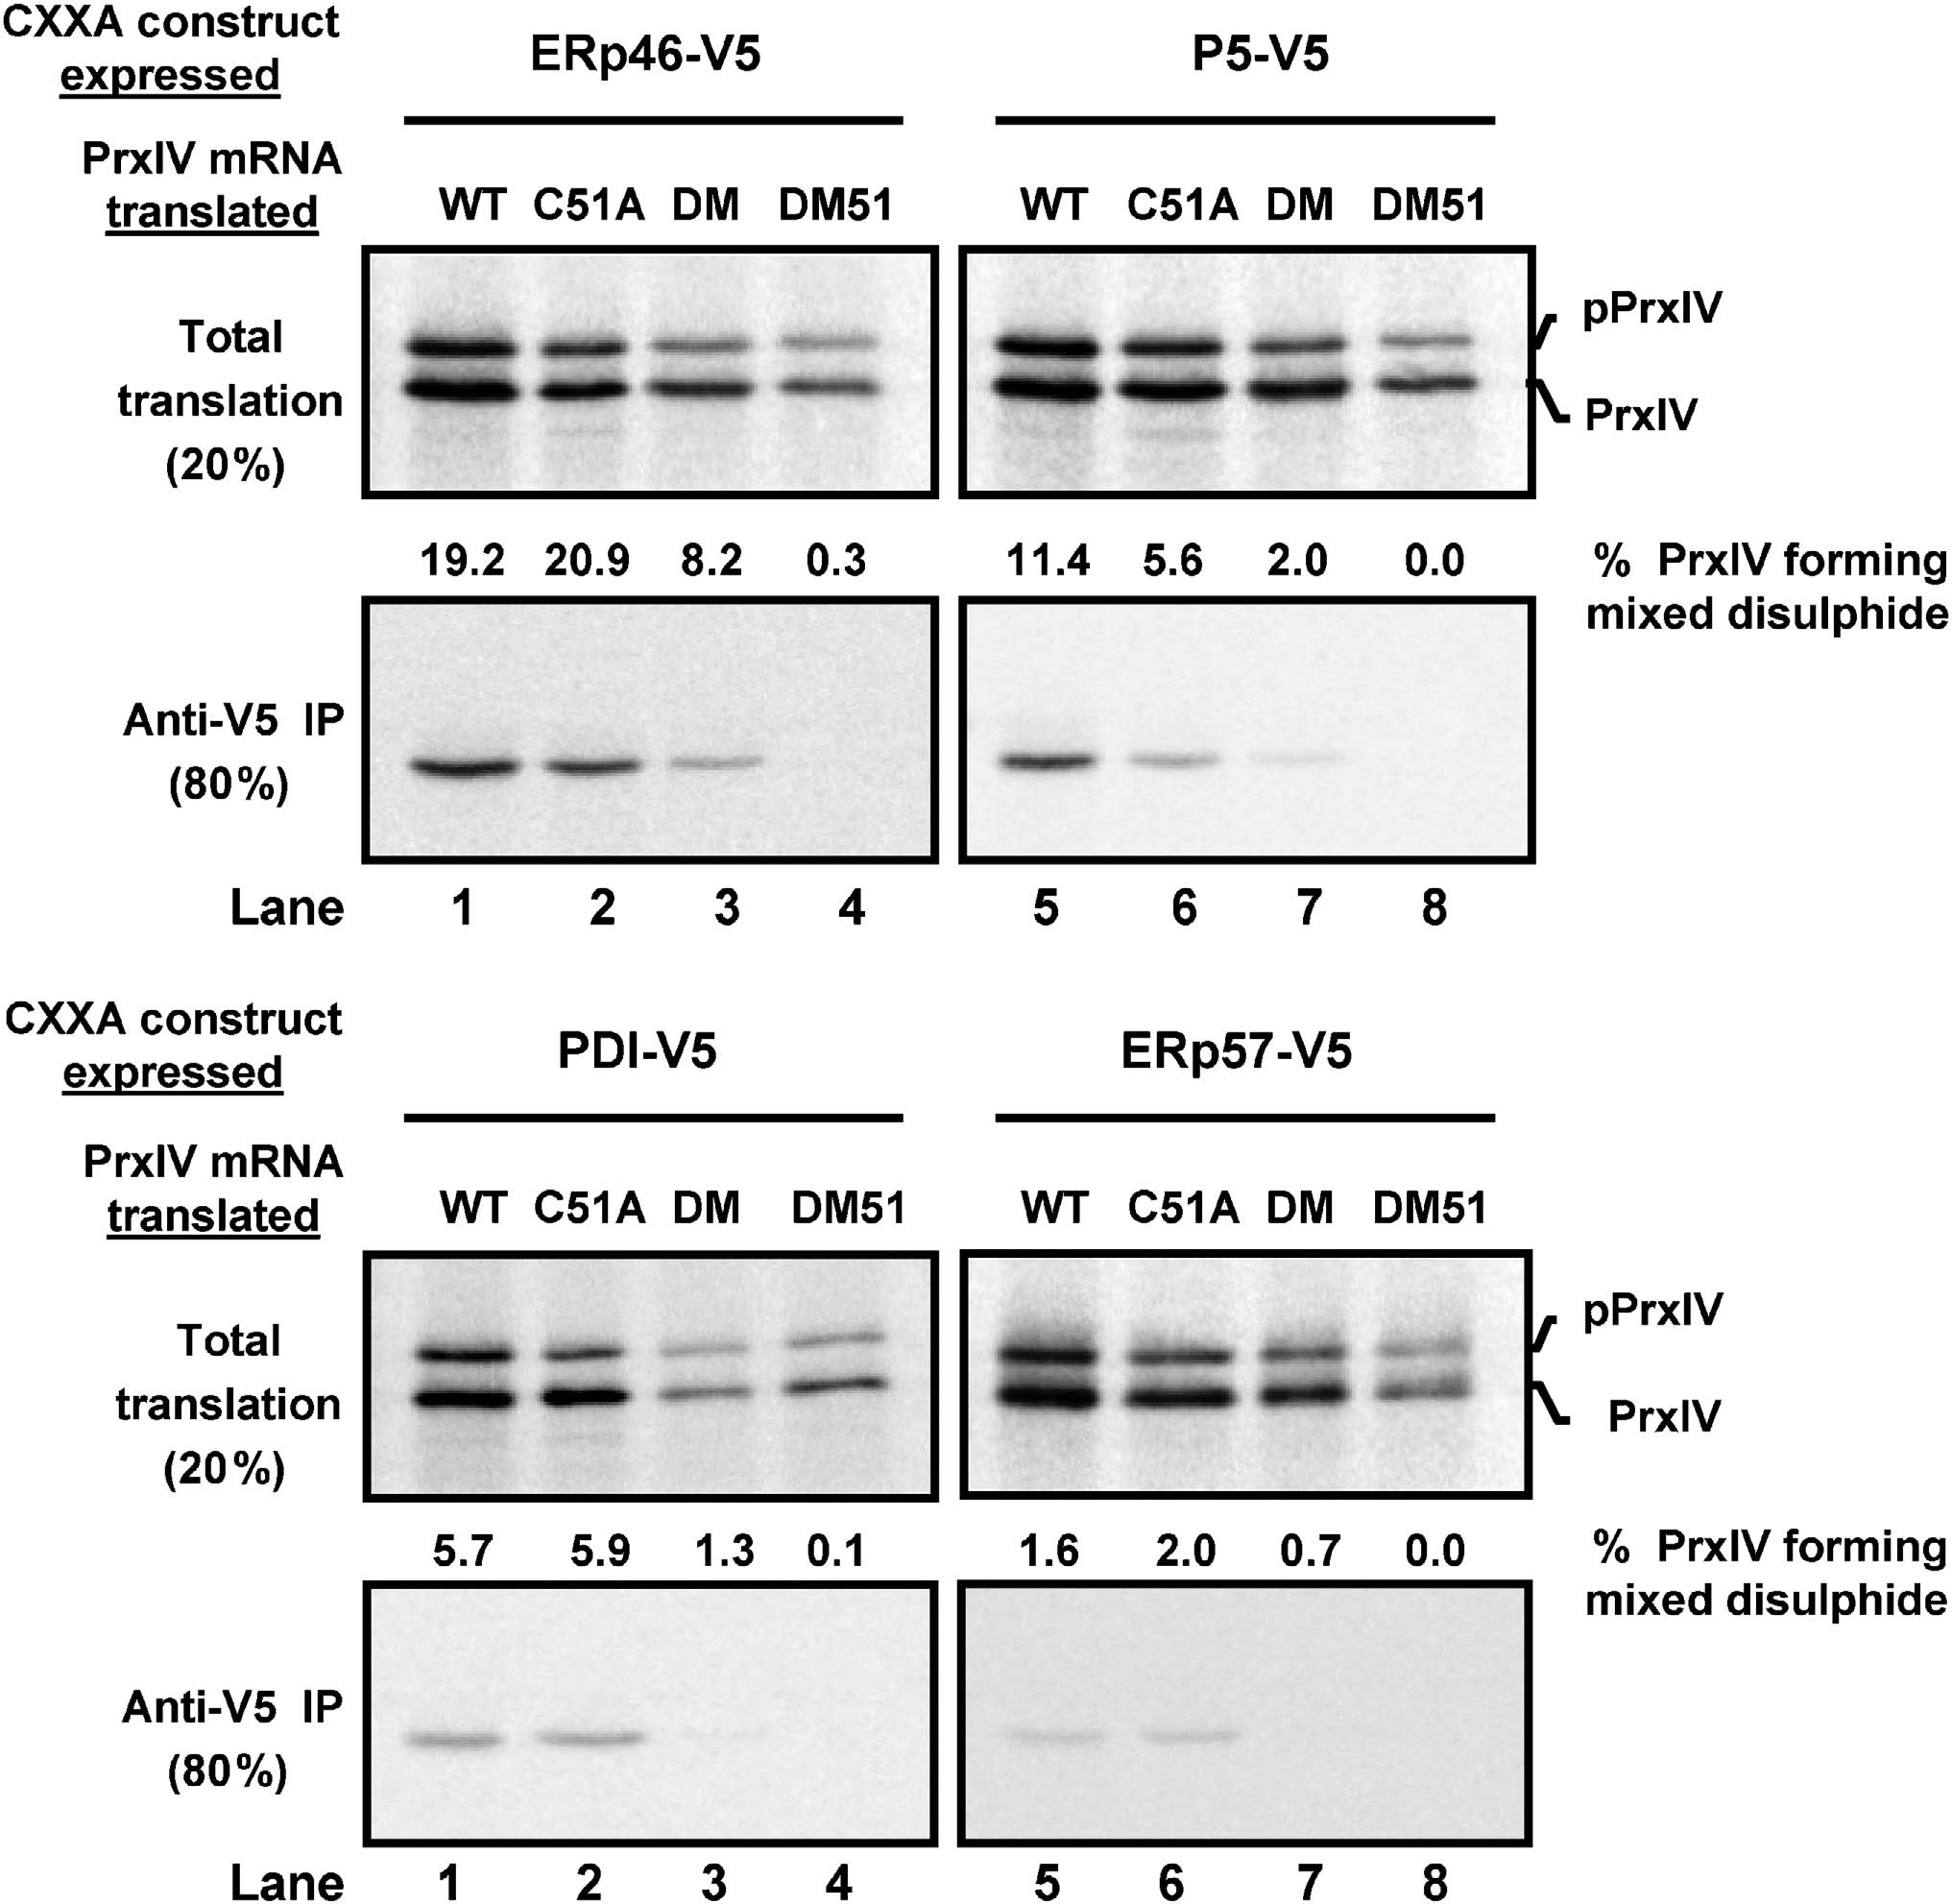 CXXA construct
expressed
ERp46-V5 P5-V5
PrxIV mRNA
translated
WT C51A DM DM51 WT C51A DM DM51
Total
translation
(20%)
pPrxIV
PrxIV
19.2 20.9 8.2 0.3 11.4 5.6 2.0 0.0
% PrxIV forming
mixed disulphide
Anti-V5 IP
(80%)
Lane 1 2 3 4 5 6 7 8
CXXA construct
expressed
PDI-V5 ERp57-V5
PrxIV mRNA
translated
WT C51A DM DM51 WT C51A DM DM51
Total
translation
(20%)
pPrxIV
PrxIV
5.7 5.9 1.3 0.1 1.6 2.0 0.7 0.0
% PrxIV forming
mixed disulphide
Anti-V5 IP
(80%)
Lane 1 2 3 4 5 6 7 8